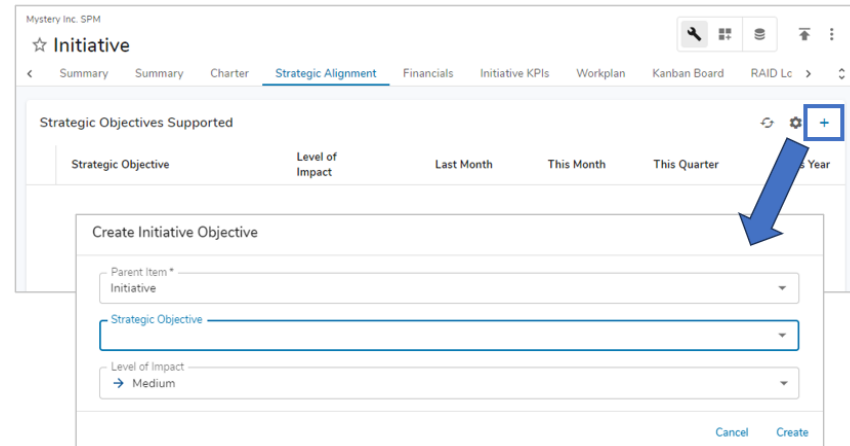 Mystery Inc. SPM
Initiative
Summary Summary Charter Strategic Alignment Financials Initiative KPIs Workplan Kanban Board RAID Lc
Strategic Objectives Supported
Strategic Objective Level of Impact Last Month This Month This Quarter s Year
Create Initiative Objective
Parent Item *
Initiative
Strategic Objective
Level of Impact
Medium
Cancel Create